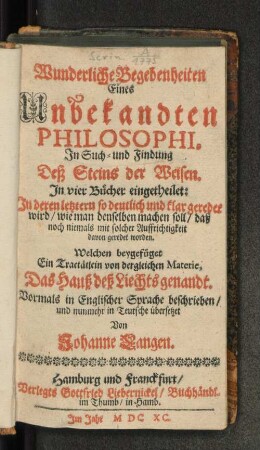 Wunderliche Begebenheiten
Eines
Unbekandten
PHILOSOPHI.
In Such- und Findung
Deß Steins der Weisen.
In vier Bücher eingetheilet:
In deren letztern so deutlich und klar geredet
wird/ wie man denselben machen soll/ daß
noch niemals mit solcher Auffrichtigkeit
davon geredet worden.
Welchen beygefüget
Ein Tractätlein von dergleichen Materie,
Das Hauß deß Liechts genandt.
Vormals in Englischer Sprache beschrieben/
und nunmehr in Teutsche übersetzet
Von
Johanne Langen.
Hamburg und Franckfurt/
Verlegts Gottfried Liebernickel/ Buchhändl.
im Thumb/ in Hamb.
Im Jahr MDC XC.